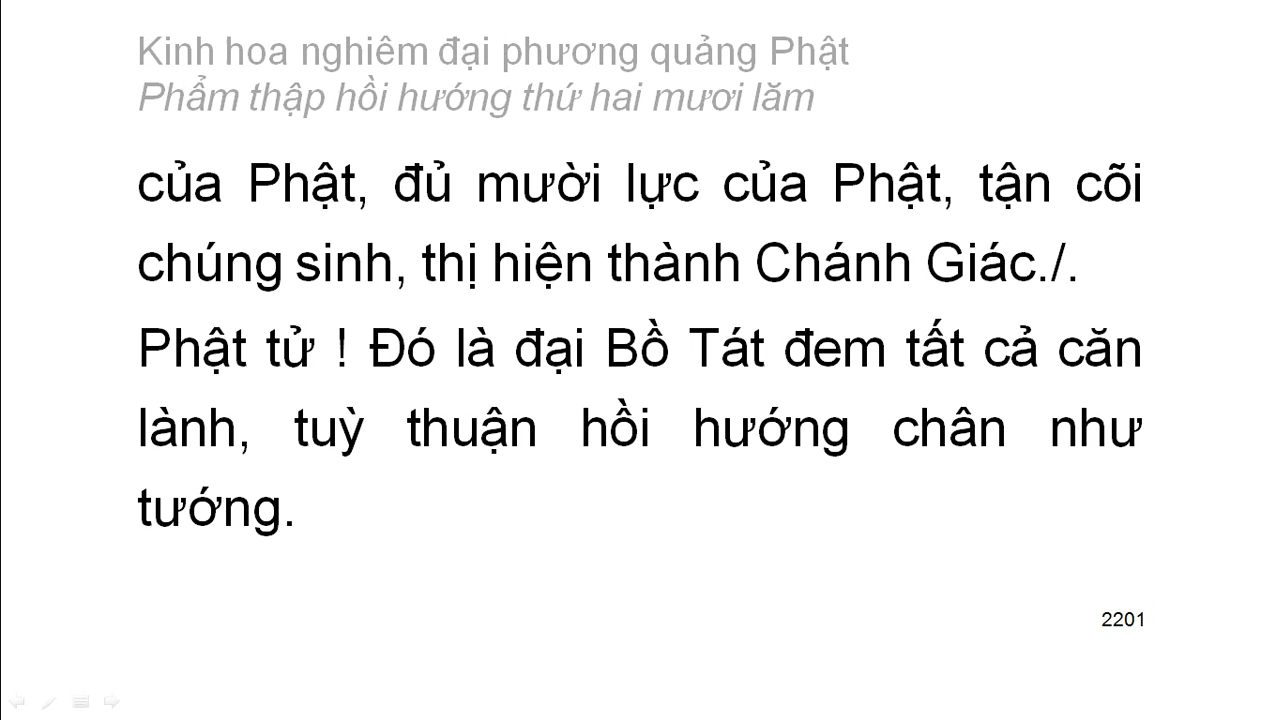 Kinh hoa nghiêm đại phương quảng Phật
Phẩm thập hồi hướng thứ hai mươi lăm
của Phật, đủ mười lực của Phật, tận cõi
chúng sinh, thị hiện thành Chánh Giác./.
Phật tử ! Đó là đại Bồ Tát đem tất cả căn
lành, tuỳ thuận hồi hướng chân như
tướng.
2201